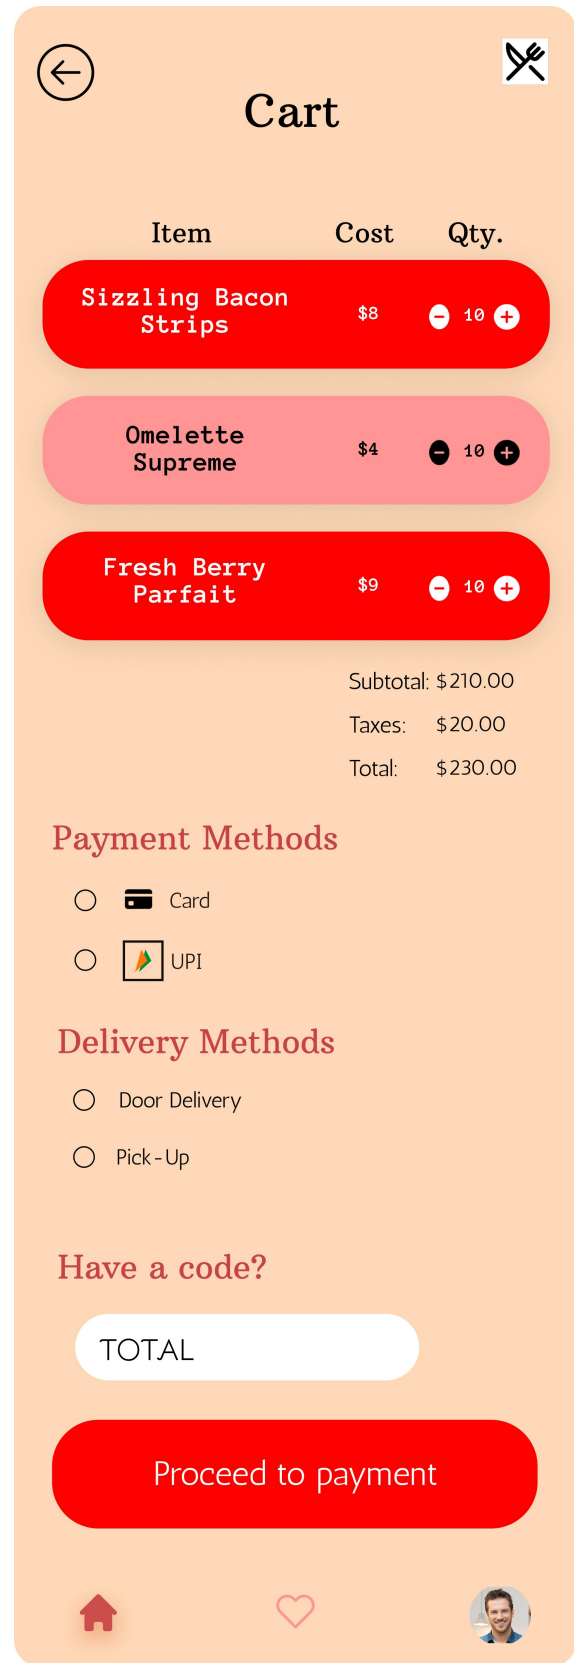 Cart
Item Cost Qty.
Sizzling Bacon
Strips
$8 10
Omelette
Supreme
$4 10
Fresh Berry
Parfait
$9 10
Subtotal: $210.00
Taxes: $20.00
Total: $230.00
Payment Methods
Card
UPI
Delivery Methods
Door Delivery
Pick-Up
Have a code?
TOTAL
Proceed to payment